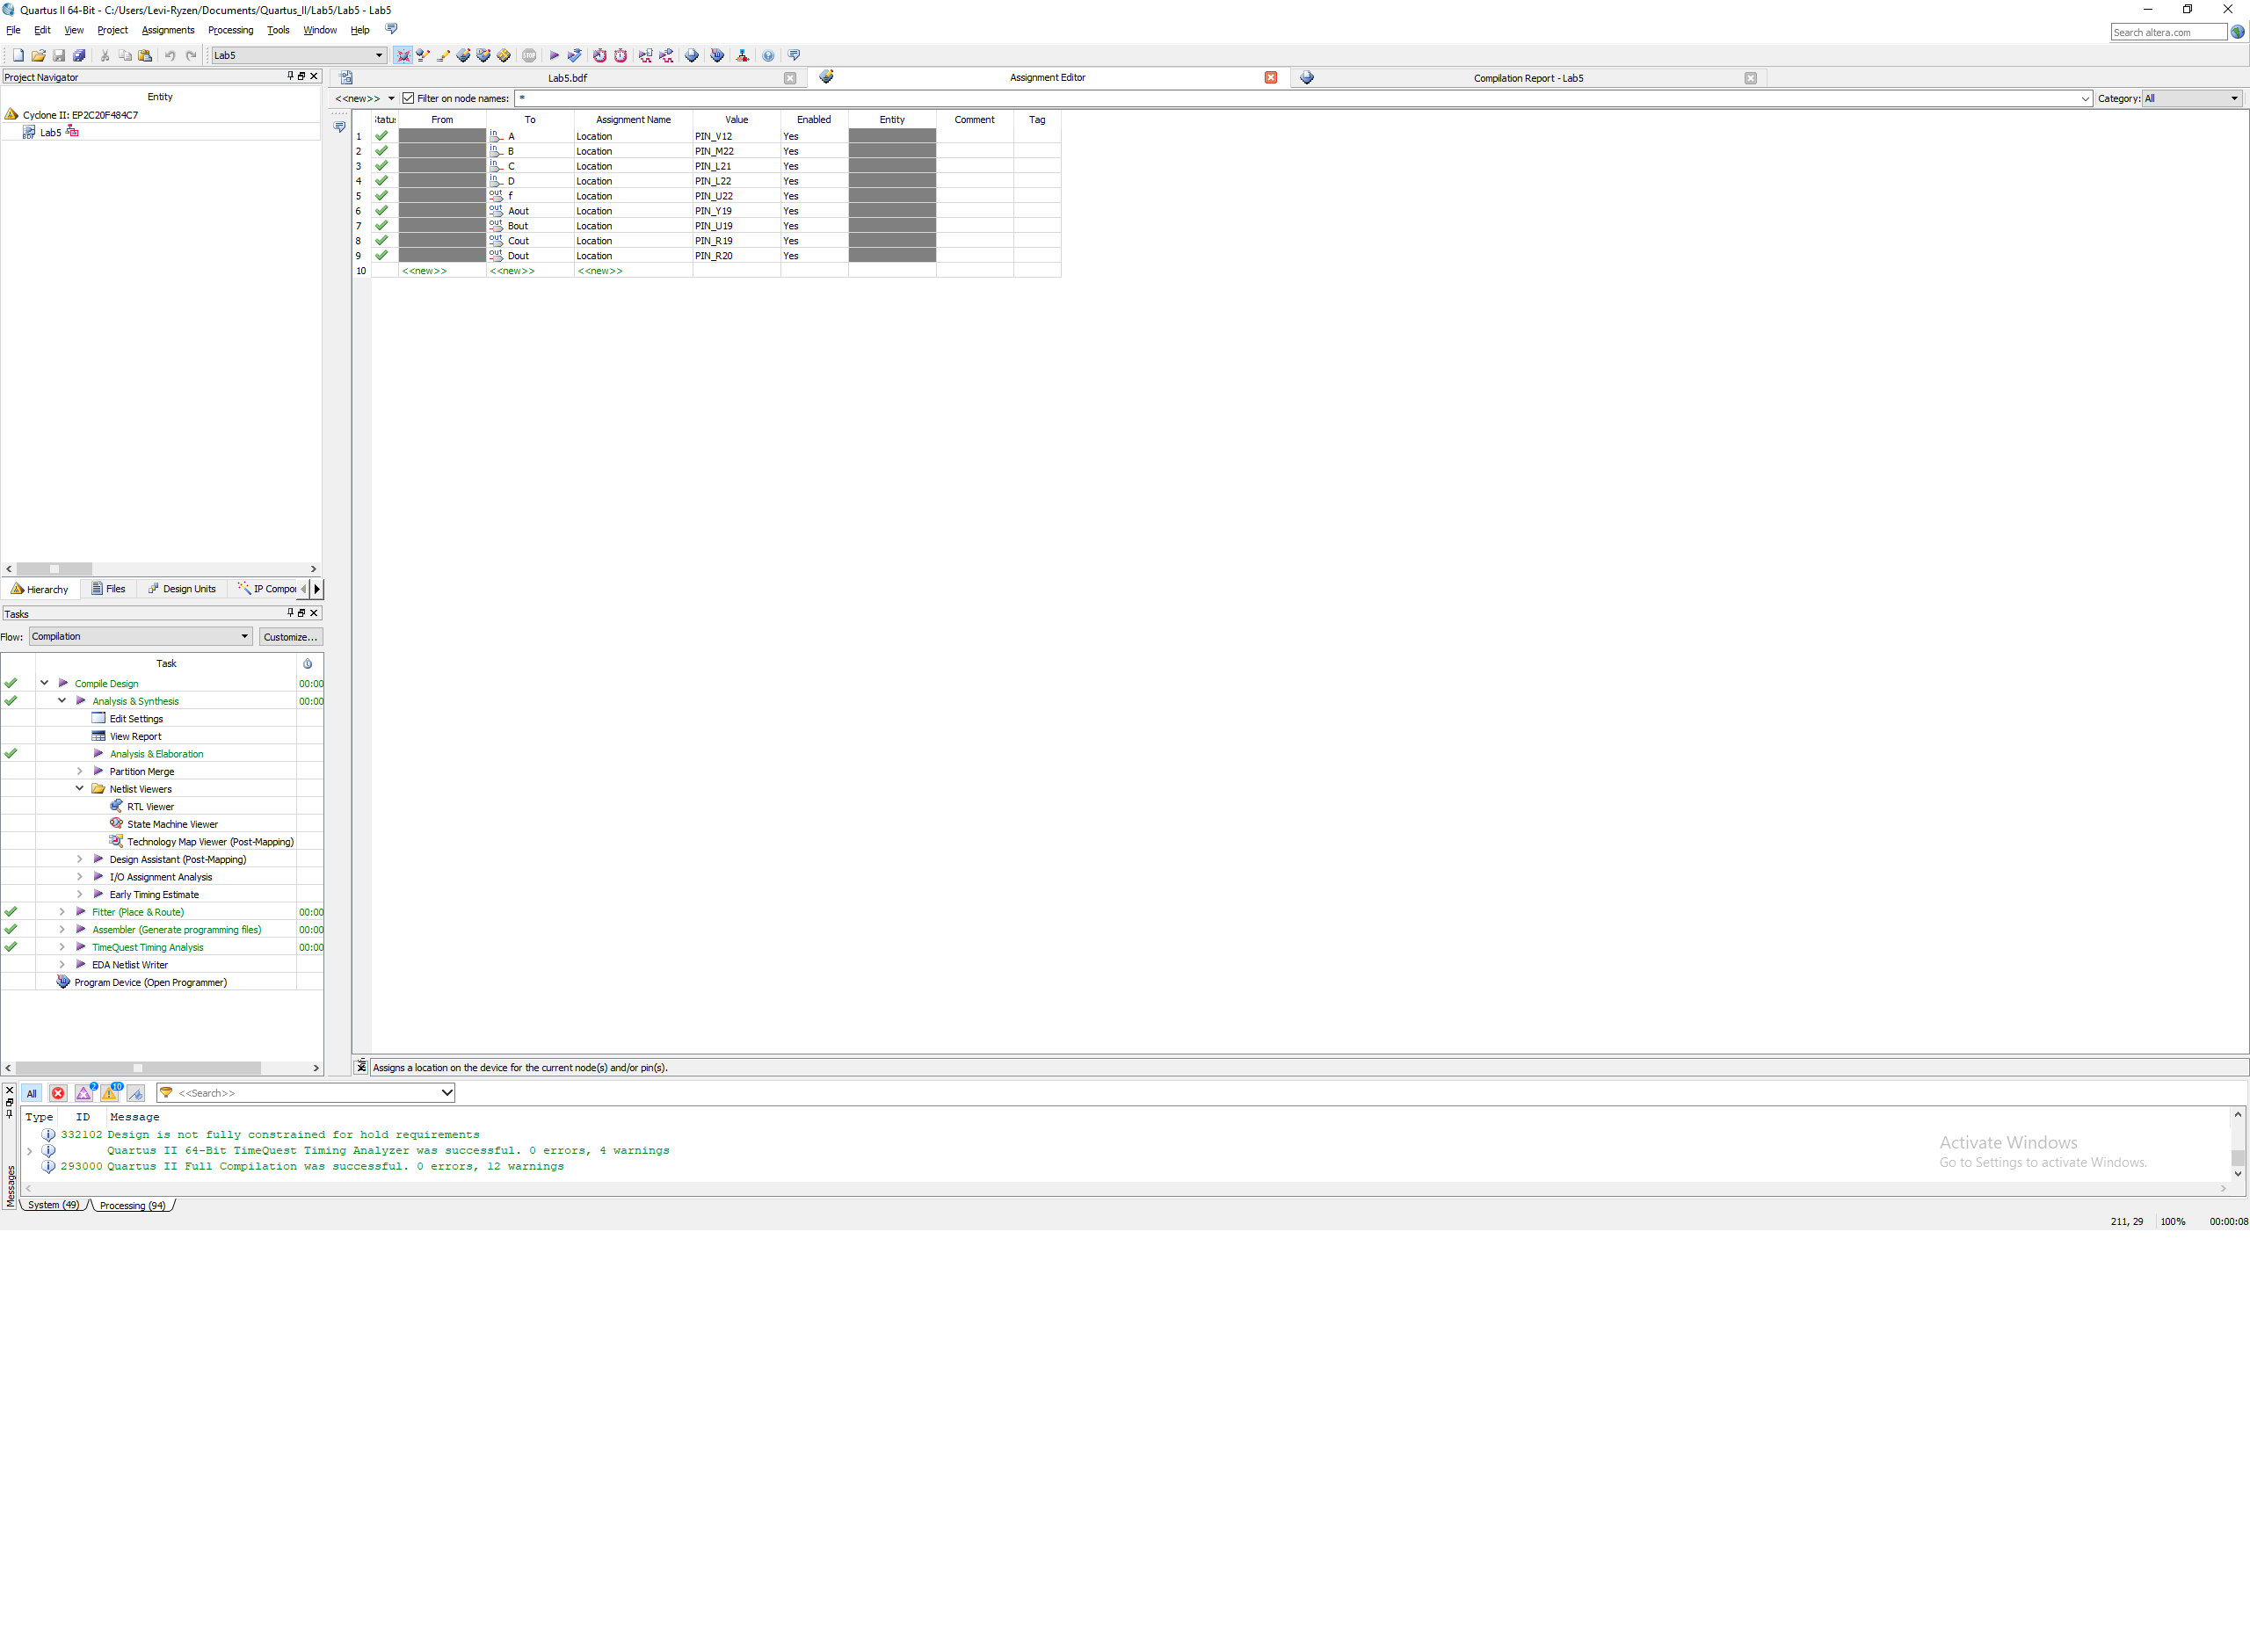 Quartus II 64-Bit - C:/Users/Levi-Ryzen/Documents/Quartus_II/Lab5/Lab5 - Lab5
File Edit View Project Assignments Processing Tools Window Help
Search altera.com
Lab5
Project Navigator
Entity
Cyclone II: EP2C20F484C7
Lab5
Hierarchy Files Design Units IP Compo
Tasks
Flow: Compilation Customize...
Task
Compile Design 00:00
Analysis & Synthesis 00:00
Edit Settings
View Report
Analysis & Elaboration
Partition Merge
Netlist Viewers
RTL Viewer
State Machine Viewer
Technology Map Viewer (Post-Mapping)
Design Assistant (Post-Mapping)
I/O Assignment Analysis
Early Timing Estimate
Fitter (Place & Route) 00:00
Assembler (Generate programming files) 00:00
TimeQuest Timing Analysis 00:00
EDA Netlist Writer
Program Device (Open Programmer)
Lab5.bdf Assignment Editor Compilation Report - Lab5
<<new>> Filter on node names: * Category: All
Statu: From To Assignment Name Value Enabled Entity Comment Tag
1 in A Location PIN_V12 Yes
2 in B Location PIN_M22 Yes
3 in C Location PIN_L21 Yes
4 in D Location PIN_L22 Yes
5 out f Location PIN_U22 Yes
6 out Aout Location PIN_Y19 Yes
7 out Bout Location PIN_U19 Yes
8 out Cout Location PIN_R19 Yes
9 out Dout Location PIN_R20 Yes
10 <<new>> <<new>> <<new>>
Assigns a location on the device for the current node(s) and/or pin(s).
All 2 10 <<Search>>
Type ID Message
332102 Design is not fully constrained for hold requirements
Quartus II 64-Bit TimeQuest Timing Analyzer was successful. 0 errors, 4 warnings
293000 Quartus II Full Compilation was successful. 0 errors, 12 warnings
Messages
System (49) Processing (94)
Activate Windows
Go to Settings to activate Windows.
211, 29 100% 00:00:08